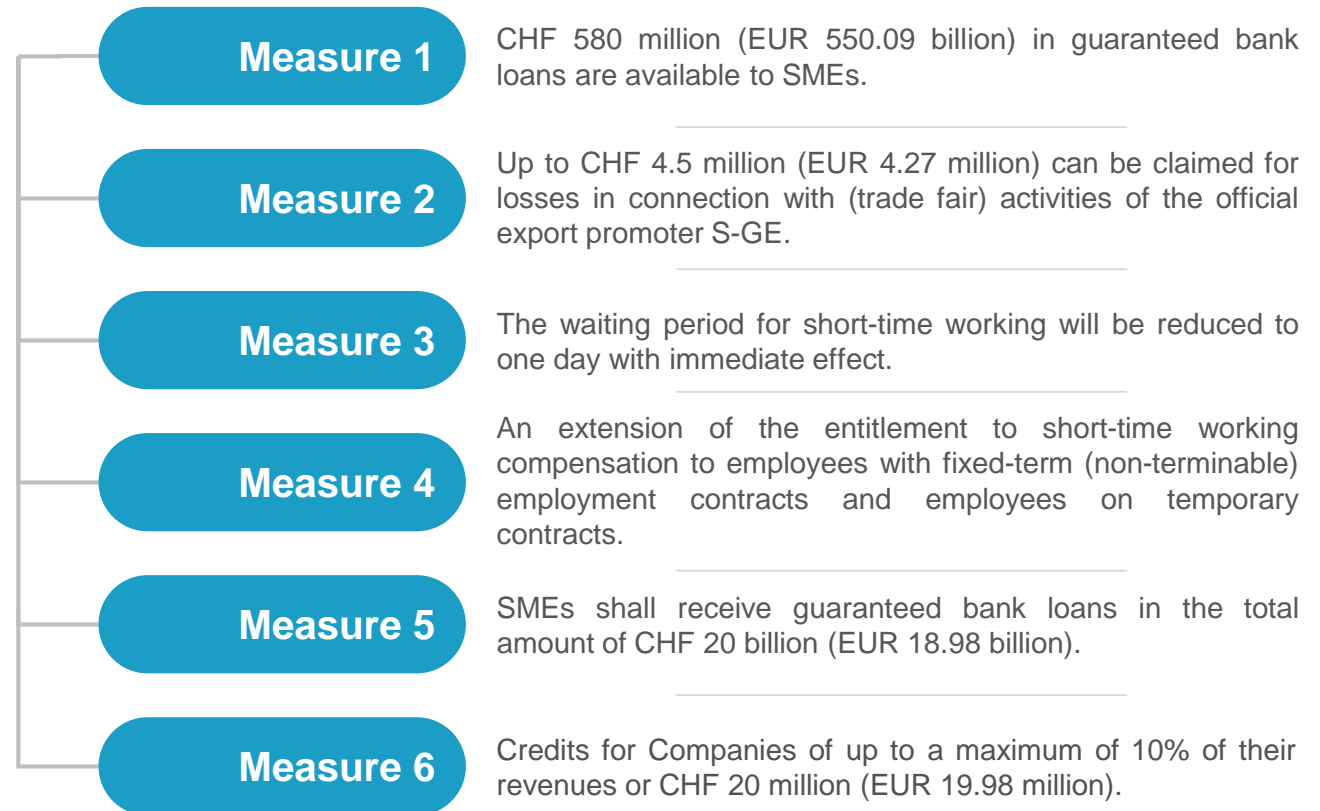 Measure 1
CHF 580 million (EUR 550.09 billion) in guaranteed bank
loans are available to SMEs.
Measure 2
Up to CHF 4.5 million (EUR 4.27 million) can be claimed for
losses in connection with (trade fair) activities of the official
export promoter S-GE.
Measure 3
The waiting period for short-time working will be reduced to
one day with immediate effect.
Measure 4
An extension of the entitlement to short-time working
compensation to employees with fixed-term (non-terminable)
employment contracts and employees on temporary
contracts.
Measure 5
SMEs shall receive guaranteed bank loans in the total
amount of CHF 20 billion (EUR 18.98 billion).
Measure 6
Credits for Companies of up to a maximum of 10% of their
revenues or CHF 20 million (EUR 19.98 million).